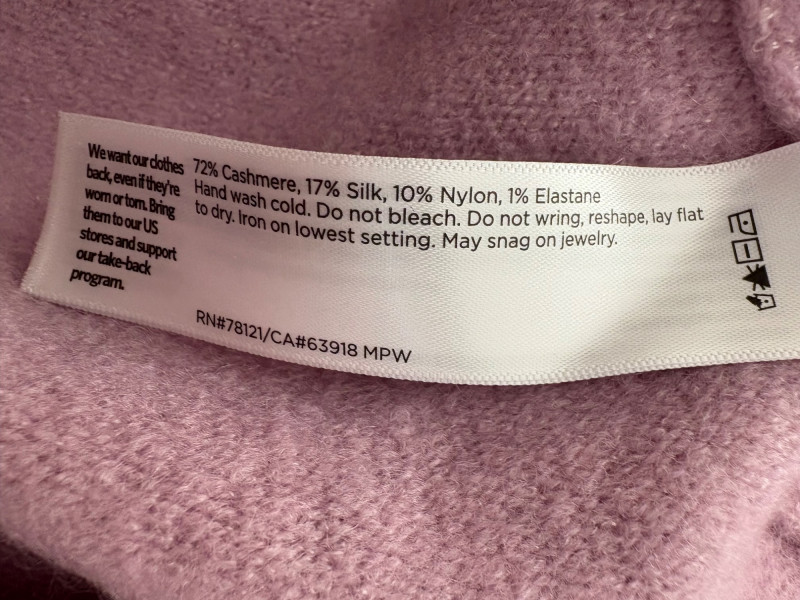 We want our clothes
back, even if they're
worn or torn. Bring
them to our US
stores and support
our take-back
program.
72% Cashmere, 17% Silk, 10% Nylon, 1% Elastane
Hand wash cold. Do not bleach. Do not wring, reshape, lay flat
to dry. Iron on lowest setting. May snag on jewelry.
RN#78121/CA#63918 MPW